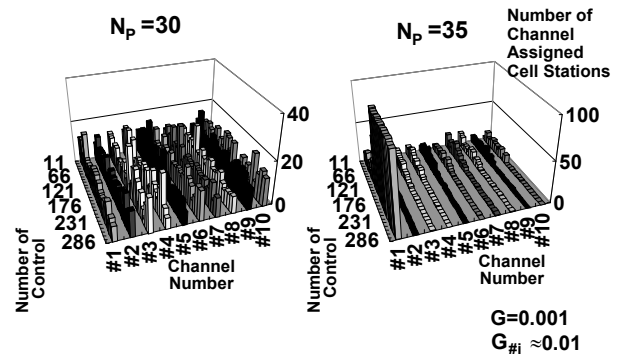 N_P =30
N_P =35
Number of
Channel
Assigned
Cell Stations
40
20
0
100
50
0
11
66
121
176
231
286
11
66
121
176
231
286
Number of
Control
#1
#2
#3
#4
#5
#6
#7
#8
#9
#10
Channel
Number
Number of
Control
#1
#2
#3
#4
#5
#6
#7
#8
#9
#10
Channel
Number
G=0.001
G_#i ≈0.01